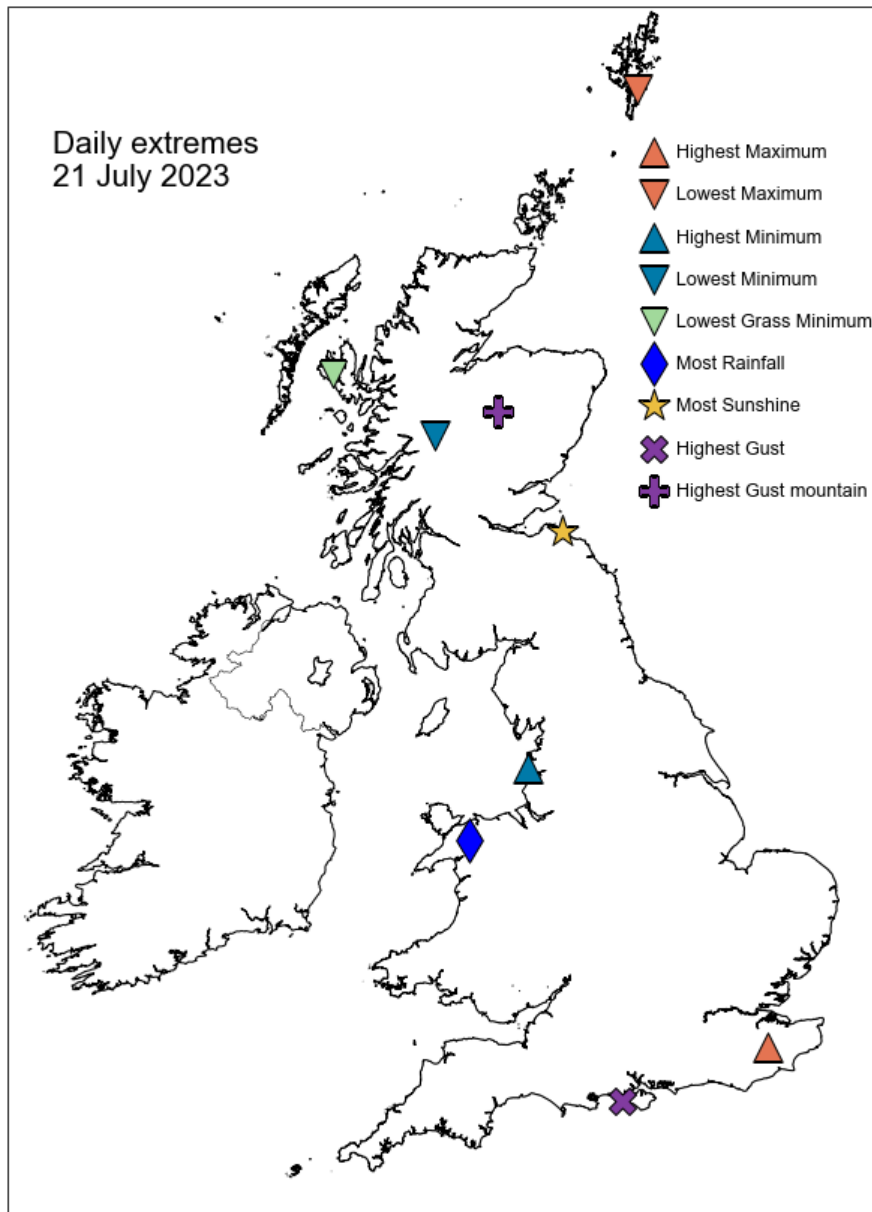 Daily extremes
21 July 2023
Highest Maximum
Lowest Maximum
Highest Minimum
Lowest Minimum
Lowest Grass Minimum
Most Rainfall
Most Sunshine
Highest Gust
Highest Gust mountain